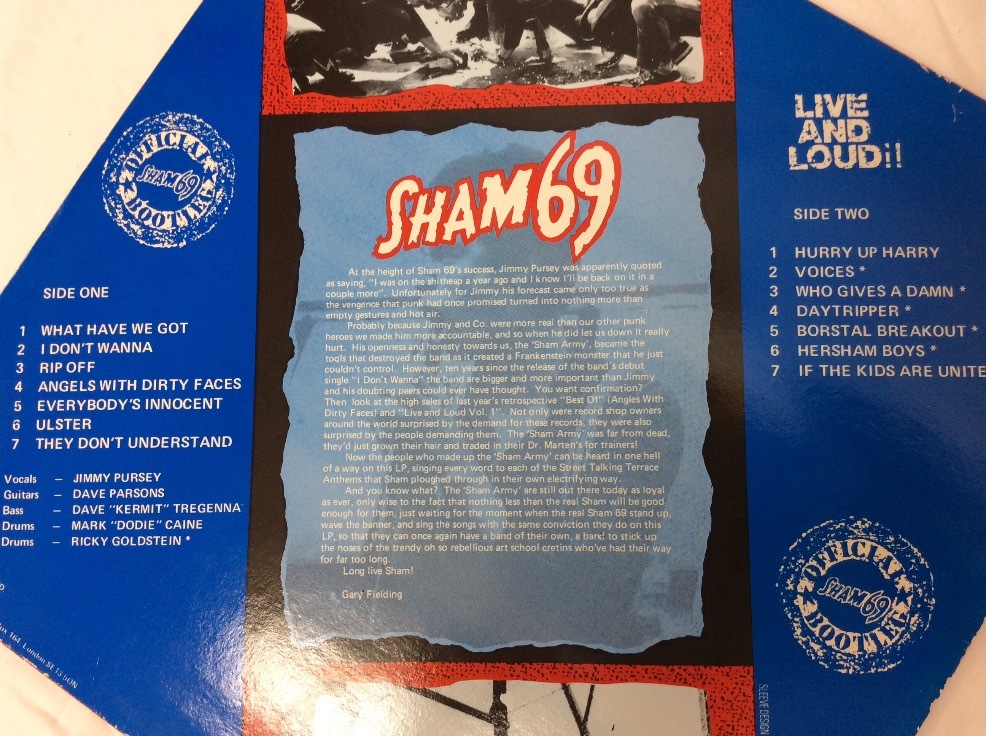 OFFICIAL
SHAM 69
BOOTLEG
SIDE ONE
1 WHAT HAVE WE GOT
2 I DON'T WANNA
3 RIP OFF
4 ANGELS WITH DIRTY FACES
5 EVERYBODY'S INNOCENT
6 ULSTER
7 THEY DON'T UNDERSTAND
Vocals — JIMMY PURSEY
Guitars — DAVE PARSONS
Bass — DAVE "KERMIT" TREGENNA
Drums — MARK "DODIE" CAINE
Drums — RICKY GOLDSTEIN *
164, London SE13
SHAM 69
At the height of Sham 69's success, Jimmy Pursey was apparently quoted
as saying, "I was on the shitheap a year ago and I know I'll be back on it in a
couple more". Unfortunately for Jimmy his forecast came only too true as
the vengence that punk had once promised turned into nothing more than
empty gestures and hot air.
Probably because Jimmy and Co. were more real than our other punk
heroes we made him more accountable, and so when he did let us down it really
hurt. His openness and honesty towards us, the 'Sham Army', became the
tools that destroyed the band as it created a Frankenstein monster that he just
couldn't control. However, ten years since the release of the band's debut
single "I Don't Wanna" the band are bigger and more important than Jimmy
and his doubting peers could ever have thought. You want confirmation?
Then look at the high sales of last year's retrospective "Best Of" (Angels With
Dirty Faces) and "Live and Loud Vol. 1". Not only were record shop owners
around the world surprised by the demand for these records, they were also
surprised by the people demanding them. The 'Sham Army' was far from dead,
they'd just grown their hair and traded in their Dr. Marten's for trainers!
Now the people who made up the 'Sham Army' can be heard in one hell
of a way on this LP, singing every word to each of the Street Talking Terrace
Anthems that Sham ploughed through in their own electrifying way.
And you know what? The 'Sham Army' are still out there today as loyal
as ever, only wise to the fact that nothing less than the real Sham will be good
enough for them, just waiting for the moment when the real Sham 69 stand up,
wave the banner, and sing the songs with the same conviction they do on this
LP, so that they can once again have a band of their own, a band to stick up
the noses of the trendy oh so rebellious art school cretins who've had their way
for far too long.
Long live Sham!
Gary Fielding
LIVE
AND
LOUD!!
SIDE TWO
1 HURRY UP HARRY
2 VOICES *
3 WHO GIVES A DAMN *
4 DAYTRIPPER *
5 BORSTAL BREAKOUT *
6 HERSHAM BOYS *
7 IF THE KIDS ARE UNITE
OFFICIAL
SHAM 69
BOOTLEG
SLEEVE DESIGN